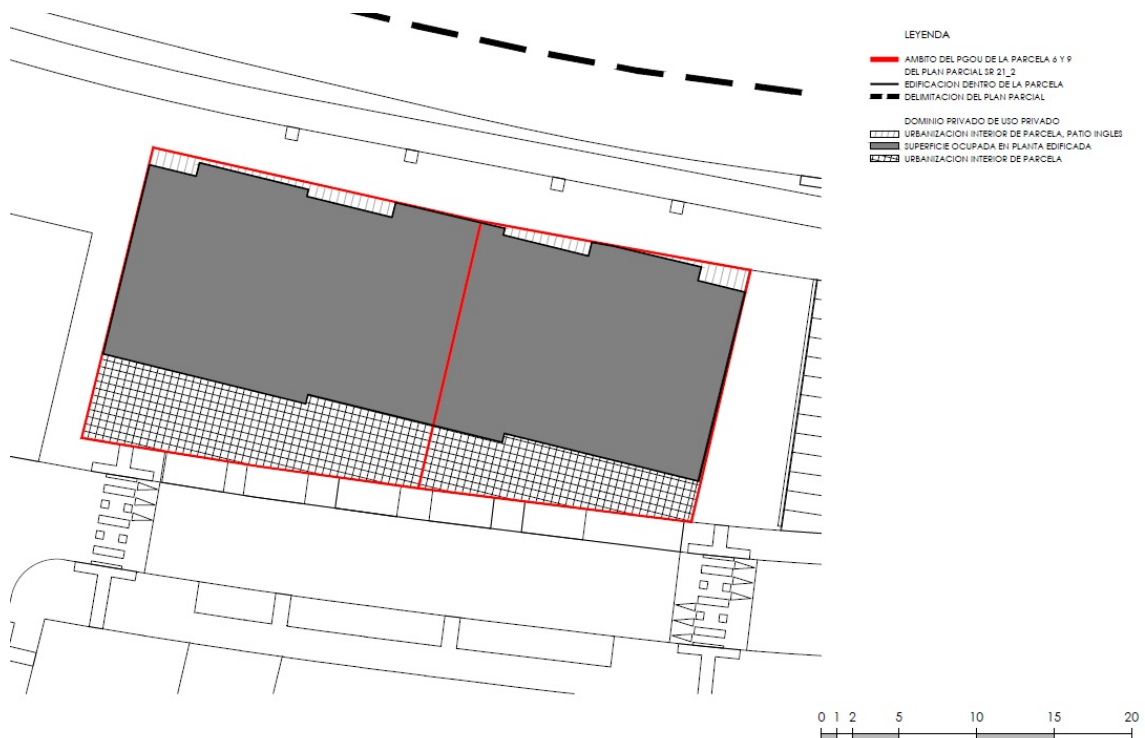 LEYENDA
AMBITO DEL PGOU DE LA PARCELA 6 Y 9
DEL PLAN PARCIAL SR 21_2
EDIFICACION DENTRO DE LA PARCELA
DELIMITACION DEL PLAN PARCIAL
DOMINIO PRIVADO DE USO PRIVADO
URBANIZACION INTERIOR DE PARCELA, PATIO INGLES
SUPERFICIE OCUPADA EN PLANTA EDIFICADA
URBANIZACION INTERIOR DE PARCELA
0 1 2 5 10 15 20